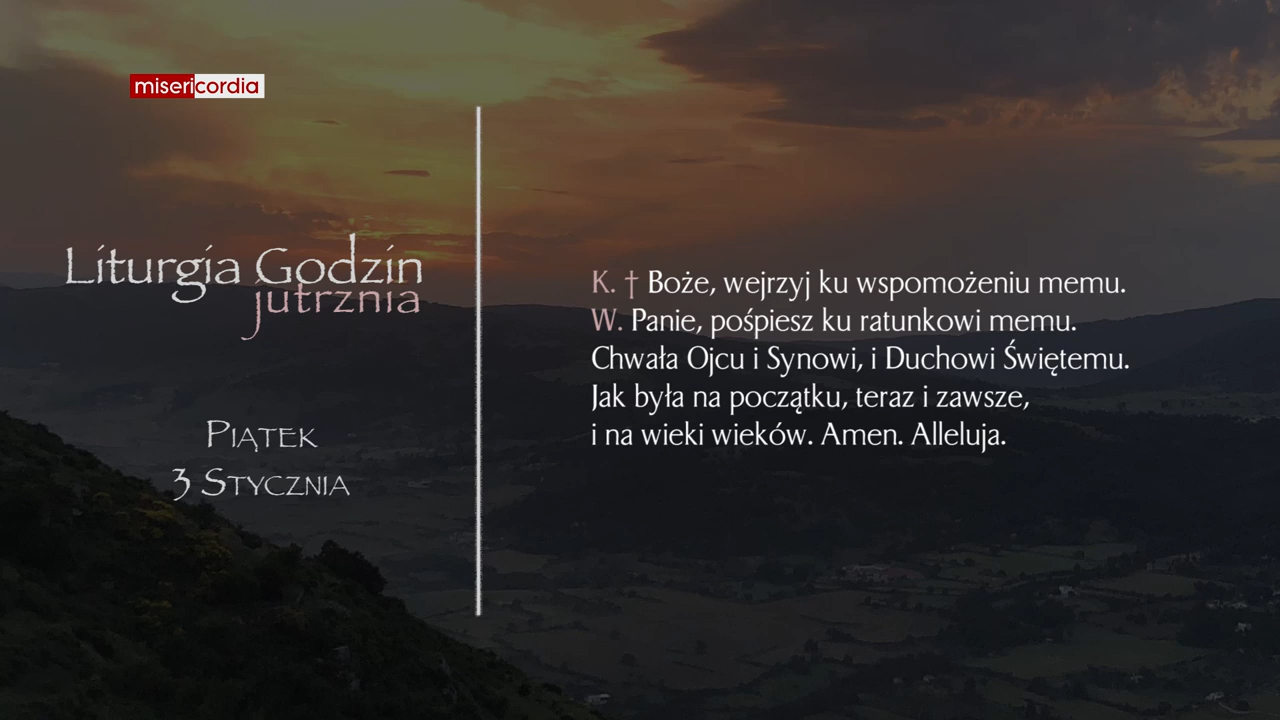 misericordia
Liturgia Godzin
jutrznia
Piątek
3 Stycznia
K. † Boże, wejrzyj ku wspomożeniu memu.
W. Panie, pośpiesz ku ratunkowi memu.
Chwała Ojcu i Synowi, i Duchowi Świętemu.
Jak była na początku, teraz i zawsze,
i na wieki wieków. Amen. Alleluja.